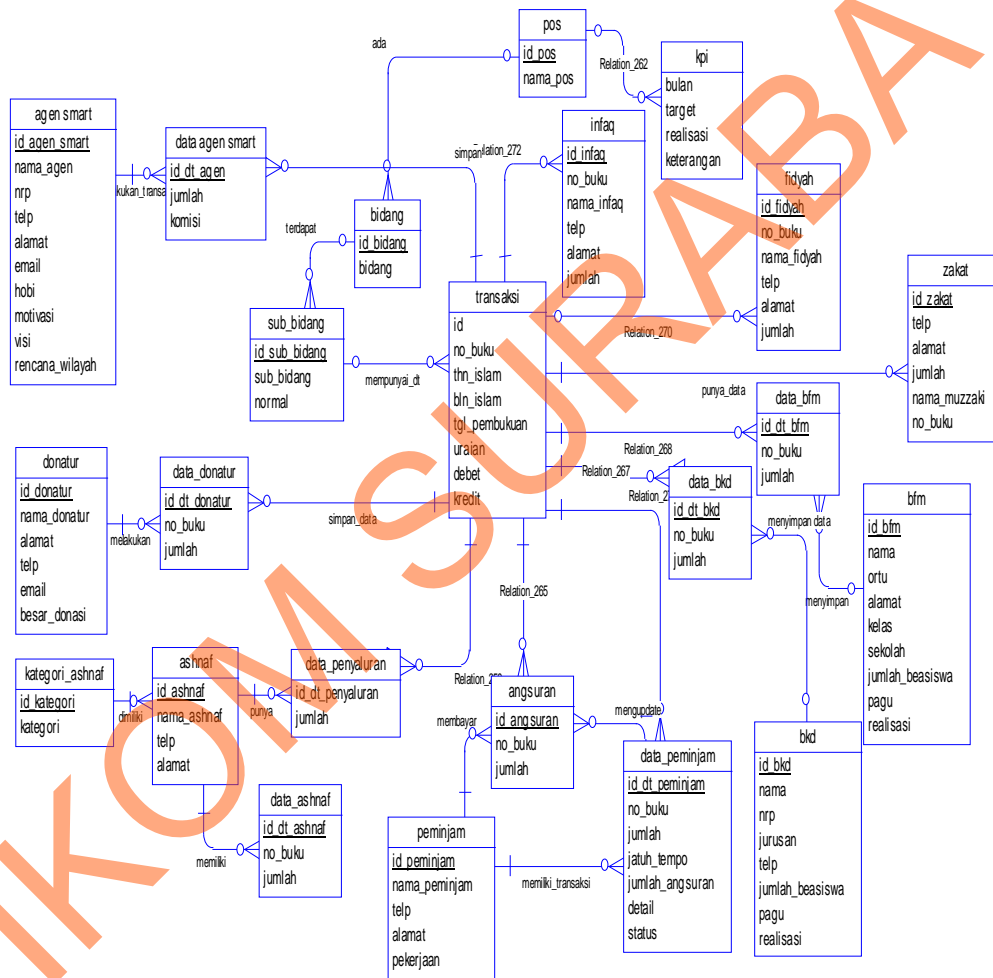 pos
id_pos
nama_pos
ada
Relation_262
kpi
bulan
target
realisasi
keterangan
agen smart
id_agen_smart
nama_agen
nrp
telp
alamat
email
hobi
motivasi
visi
rencana_wilayah
kukan_transa
data agen smart
id_dt_agen
jumlah
komisi
simpan
ulation_272
infaq
id_infaq
no_buku
nama_infaq
telp
alamat
jumlah
fidyah
id_fidyah
no_buku
nama_fidyah
telp
alamat
jumlah
Relation_270
bidang
id_bidang
bidang
terdapat
sub_bidang
id_sub_bidang
sub_bidang
normal
mempunyai_dt
transaksi
id
no_buku
thn_islam
bln_islam
tgl_pembukuan
uraian
debet
kredit
zakat
id_zakat
telp
alamat
jumlah
nama_muzzaki
no_buku
punya_data
data_bfm
id_dt_bfm
no_buku
jumlah
Relation_268
Relation_267
Relation_2
data_bkd
id_dt_bkd
no_buku
jumlah
menyimpan_data
menyimpan
bfm
id_bfm
nama
ortu
alamat
kelas
sekolah
jumlah_beasiswa
pagu
realisasi
donatur
id_donatur
nama_donatur
alamat
telp
email
besar_donasi
melakukan
data_donatur
id_dt_donatur
no_buku
jumlah
simpan_data
Relation_265
kategori_ashnaf
id_kategori
kategori
dimiliki
ashnaf
id_ashnaf
nama_ashnaf
telp
alamat
punya
data_penyaluran
id_dt_penyaluran
jumlah
Relation_2
membayar
angsuran
id_angsuran
no_buku
jumlah
mengupdate
data_peminjam
id_dt_peminjam
no_buku
jumlah
jatuh_tempo
jumlah_angsuran
detail
status
bkd
id_bkd
nama
nrp
jurusan
telp
jumlah_beasiswa
pagu
realisasi
data_ashnaf
id_dt_ashnaf
no_buku
jumlah
memiliki
peminjam
id_peminjam
nama_peminjam
telp
alamat
pekerjaan
memiliki_transaksi
IKOM SURABA